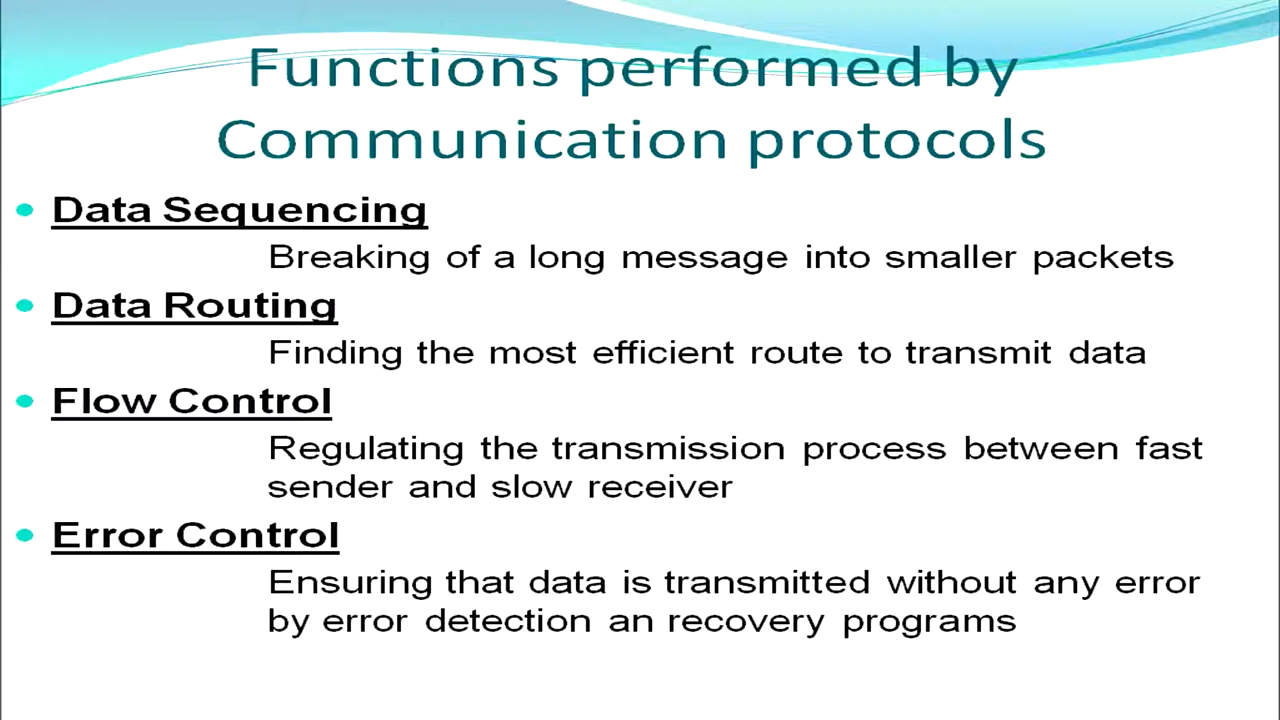 Functions performed by
Communication protocols
Data Sequencing
Breaking of a long message into smaller packets
Data Routing
Finding the most efficient route to transmit data
Flow Control
Regulating the transmission process between fast
sender and slow receiver
Error Control
Ensuring that data is transmitted without any error
by error detection an recovery programs